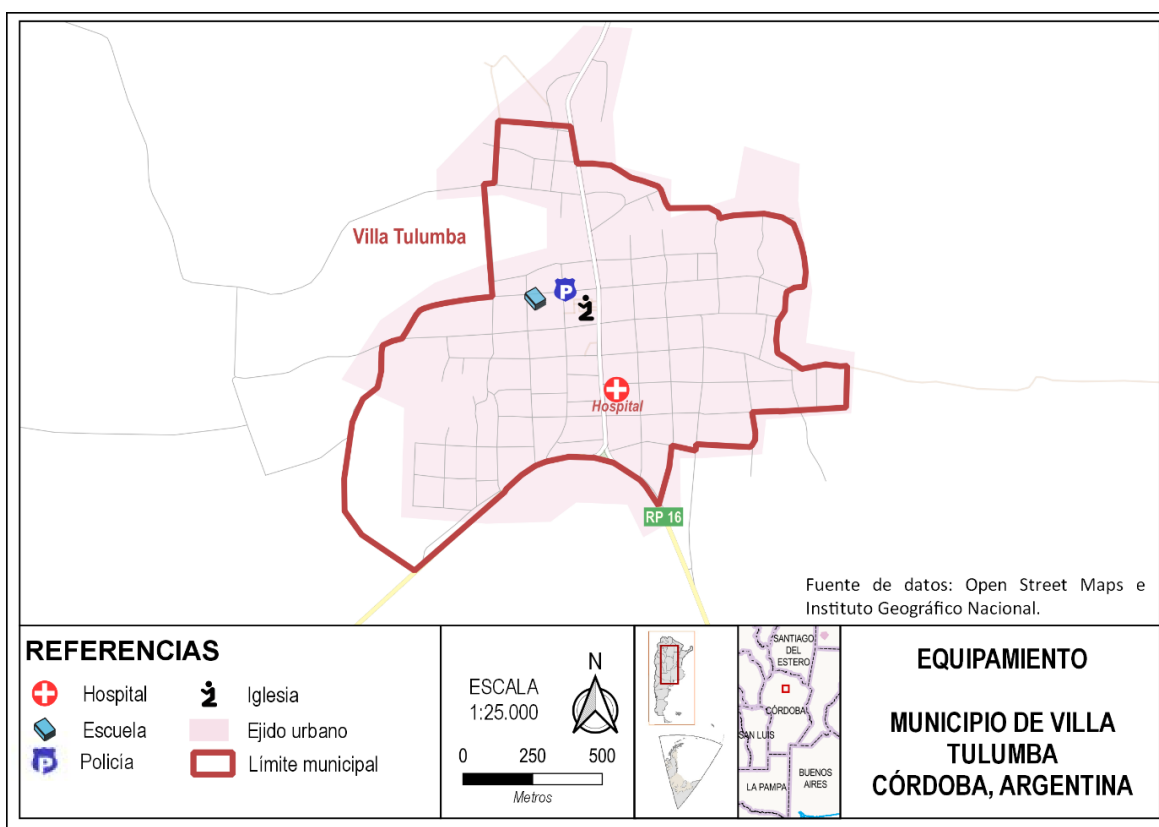 Villa Tulumba
P
Hospital
RP 16
Fuente de datos: Open Street Maps e
Instituto Geográfico Nacional.
REFERENCIAS
Hospital
Iglesia
Escuela
Ejido urbano
P
Policía
Límite municipal
ESCALA
1:25.000
N
0 250 500
Metros
SANTIAGO
DEL
ESTERO
CÓRDOBA
SAN LUIS
LA PAMPA
BUENOS
AIRES
EQUIPAMIENTO
MUNICIPIO DE VILLA
TULUMBA
CÓRDOBA, ARGENTINA